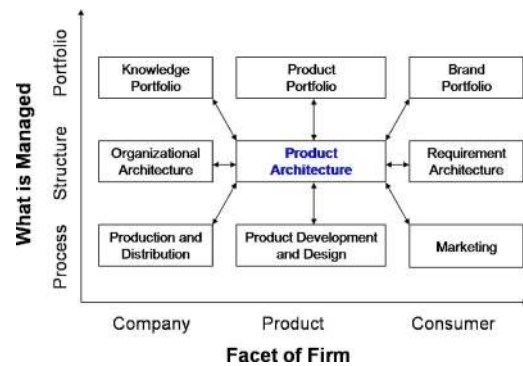 What is Managed
Portfolio
Knowledge
Portfolio
Product
Portfolio
Brand
Portfolio
Structure
Organizational
Architecture
Product
Architecture
Requirement
Architecture
Process
Production and
Distribution
Product Development
and Design
Marketing
Company
Product
Consumer
Facet of Firm